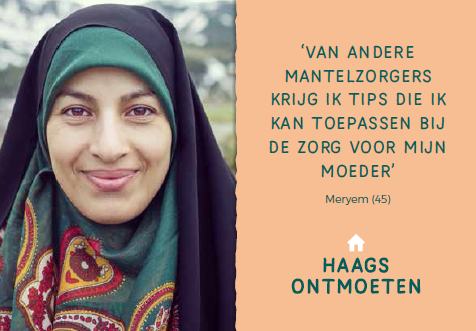 ‘VAN ANDERE
MANTELZORGERS
KRIJG IK TIPS DIE IK
KAN TOEPASSEN BIJ
DE ZORG VOOR MIJN
MOEDER’
Meryem (45)
HAAGS
ONTMOETEN